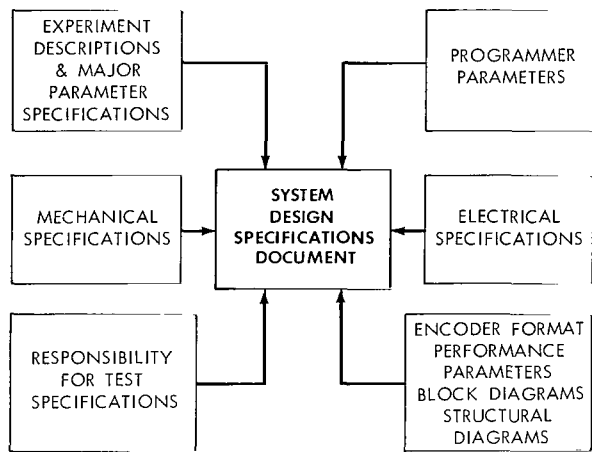 EXPERIMENT
DESCRIPTIONS
& MAJOR
PARAMETER
SPECIFICATIONS
PROGRAMMER
PARAMETERS
MECHANICAL
SPECIFICATIONS
SYSTEM
DESIGN
SPECIFICATIONS
DOCUMENT
ELECTRICAL
SPECIFICATIONS
RESPONSIBILITY
FOR TEST
SPECIFICATIONS
ENCODER FORMAT
PERFORMANCE
PARAMETERS
BLOCK DIAGRAMS
STRUCTURAL
DIAGRAMS